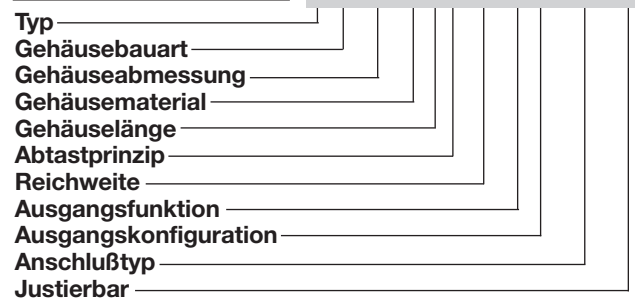 Typ
Gehäusebauart
Gehäuseabmessung
Gehäusematerial
Gehäuselänge
Abtastprinzip
Reichweite
Ausgangsfunktion
Ausgangskonfiguration
Anschlußtyp
Justierbar